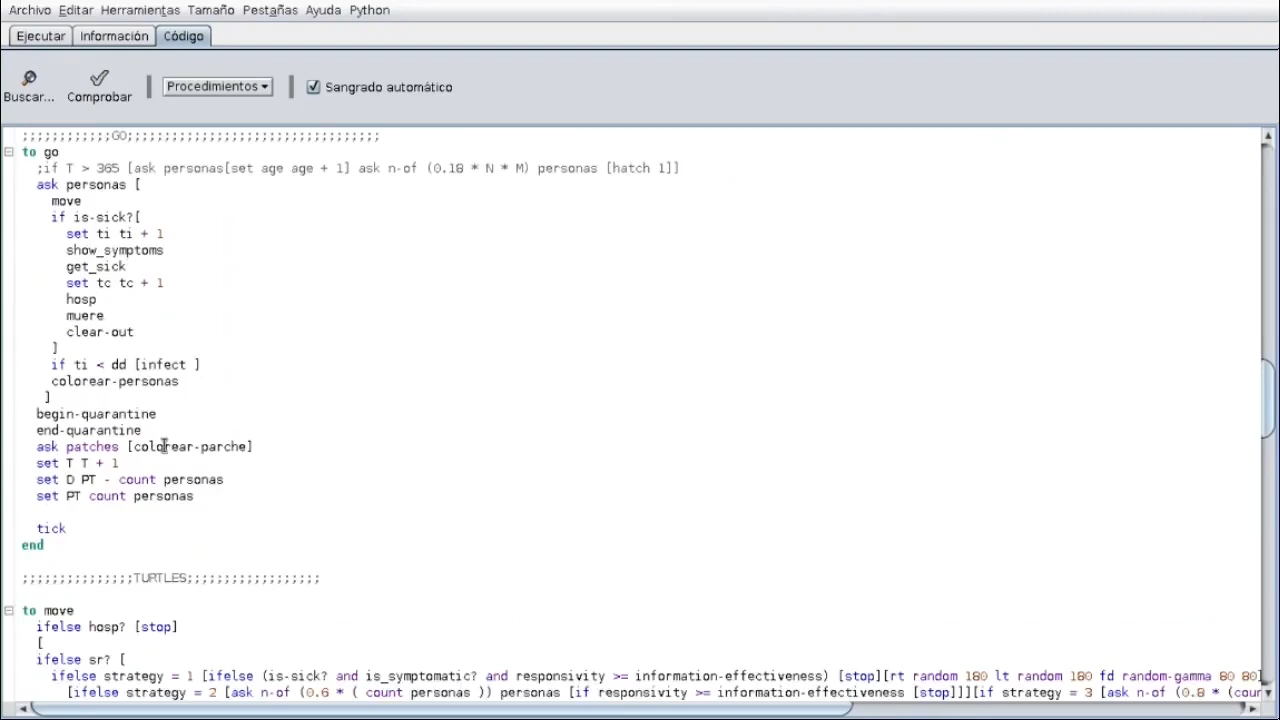 Archivo Editar Herramientas Tamaño Pestañas Ayuda Python
Ejecutar Información Código
Buscar... Comprobar Procedimientos Sangrado automático
;;;;;;;;;;;;GO;;;;;;;;;;;;;;;;;;;;;;;;;;;;;;;;;;
to go
;if T > 365 [ask personas[set age age + 1] ask n-of (0.18 * N * M) personas [hatch 1]]
ask personas [
move
if is-sick?[
set ti ti + 1
show_symptoms
get_sick
set tc tc + 1
hosp
muere
clear-out
]
if ti < dd [infect ]
colorear-personas
]
begin-quarantine
end-quarantine
ask patches [colorear-parche]
set T T + 1
set D PT - count personas
set PT count personas
tick
end
;;;;;;;;;;;;;;;TURTLES;;;;;;;;;;;;;;;;;;
to move
ifelse hosp? [stop]
[
ifelse sr? [
ifelse strategy = 1 [ifelse (is-sick? and is_symptomatic? and responsivity >= information-effectiveness) [stop][rt random 180 lt random 180 fd random-gamma 80 80]
[ifelse strategy = 2 [ask n-of (0.6 * ( count personas )) personas [if responsivity >= information-effectiveness [stop]]][if strategy = 3 [ask n-of (0.8 * (cour